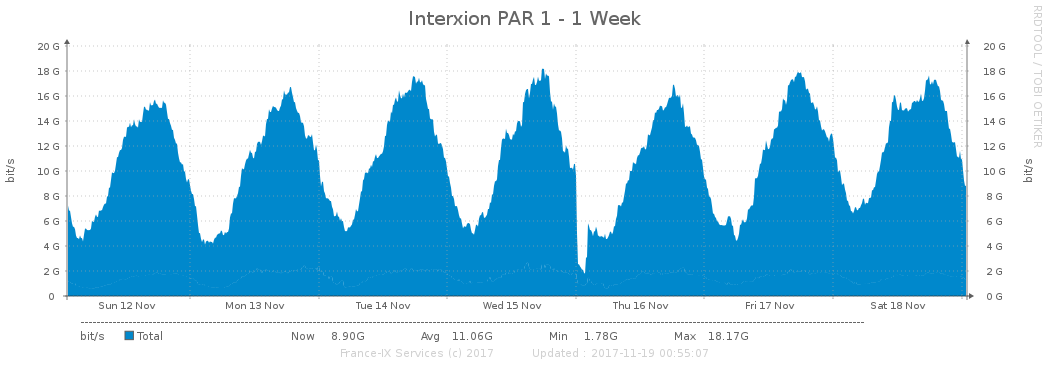 Interxion PAR 1 - 1 Week
RRDTOOL / TOBI OETIKER
bit/s
20 G 20 G
18 G 18 G
16 G 16 G
14 G 14 G
12 G 12 G
10 G 10 G
8 G 8 G
6 G 6 G
4 G 4 G
2 G 2 G
0 0 G
bit/s
Sun 12 Nov Mon 13 Nov Tue 14 Nov Wed 15 Nov Thu 16 Nov Fri 17 Nov Sat 18 Nov
bit/s Total Now 8.90G Avg 11.06G Min 1.78G Max 18.17G
France-IX Services (c) 2017 Updated : 2017-11-19 00:55:07